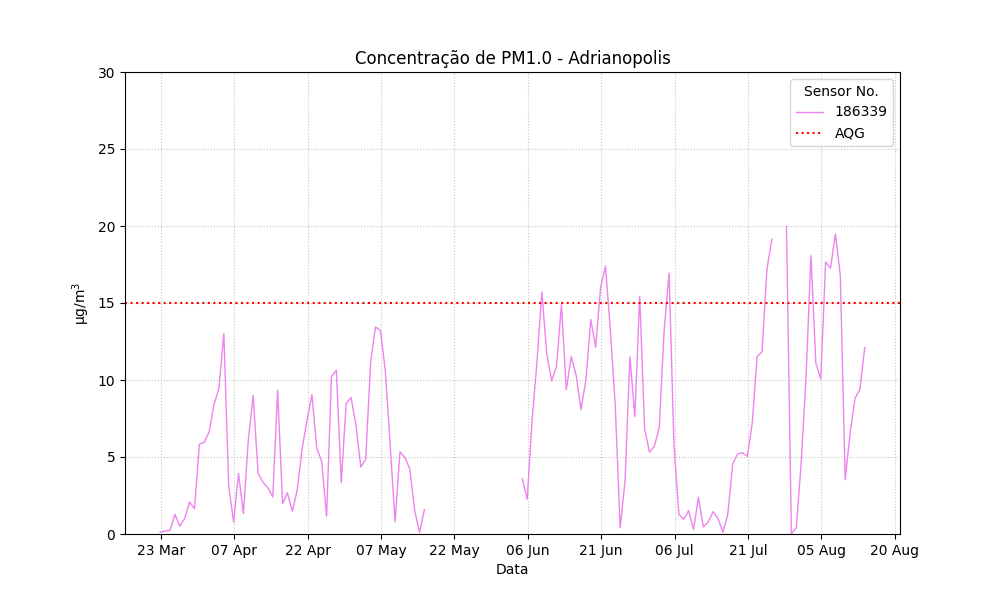 Concentração de PM1.0 - Adrianopolis
Sensor No.
186339
AQG
30
25
20
15
10
5
0
µg/m³
23 Mar 07 Apr 22 Apr 07 May 22 May 06 Jun 21 Jun 06 Jul 21 Jul 05 Aug 20 Aug
Data